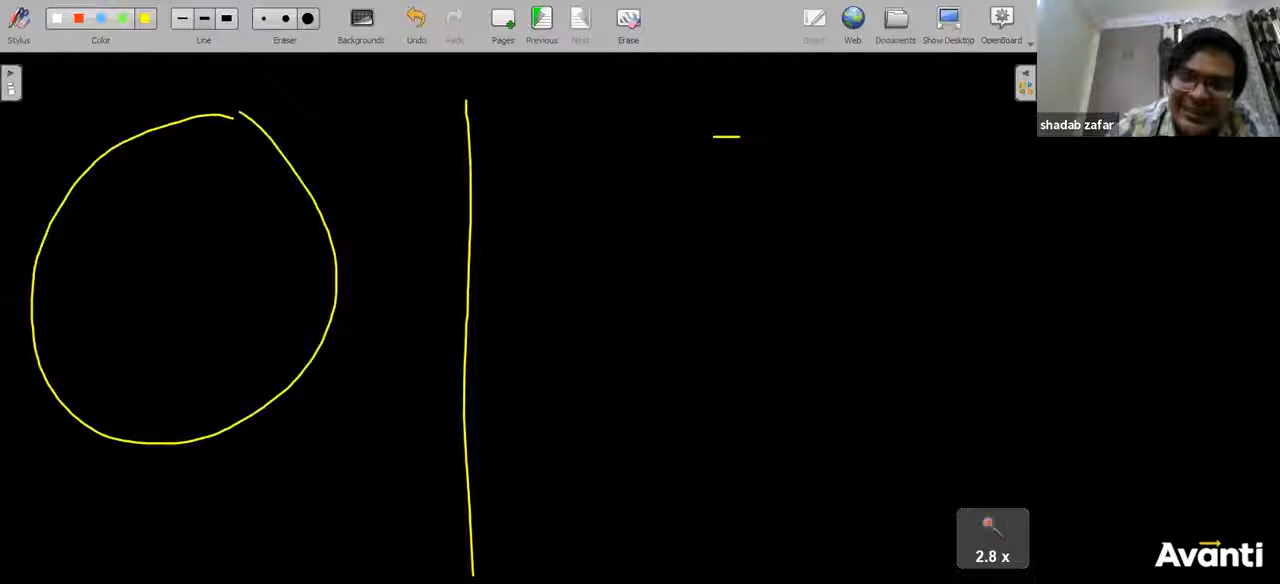 Stylus Color Line Eraser Backgrounds Undo Redo Pages Previous Next Erase Board Web Documents Show Desktop OpenBoard
shadab zafar
2.8 x
Avanti